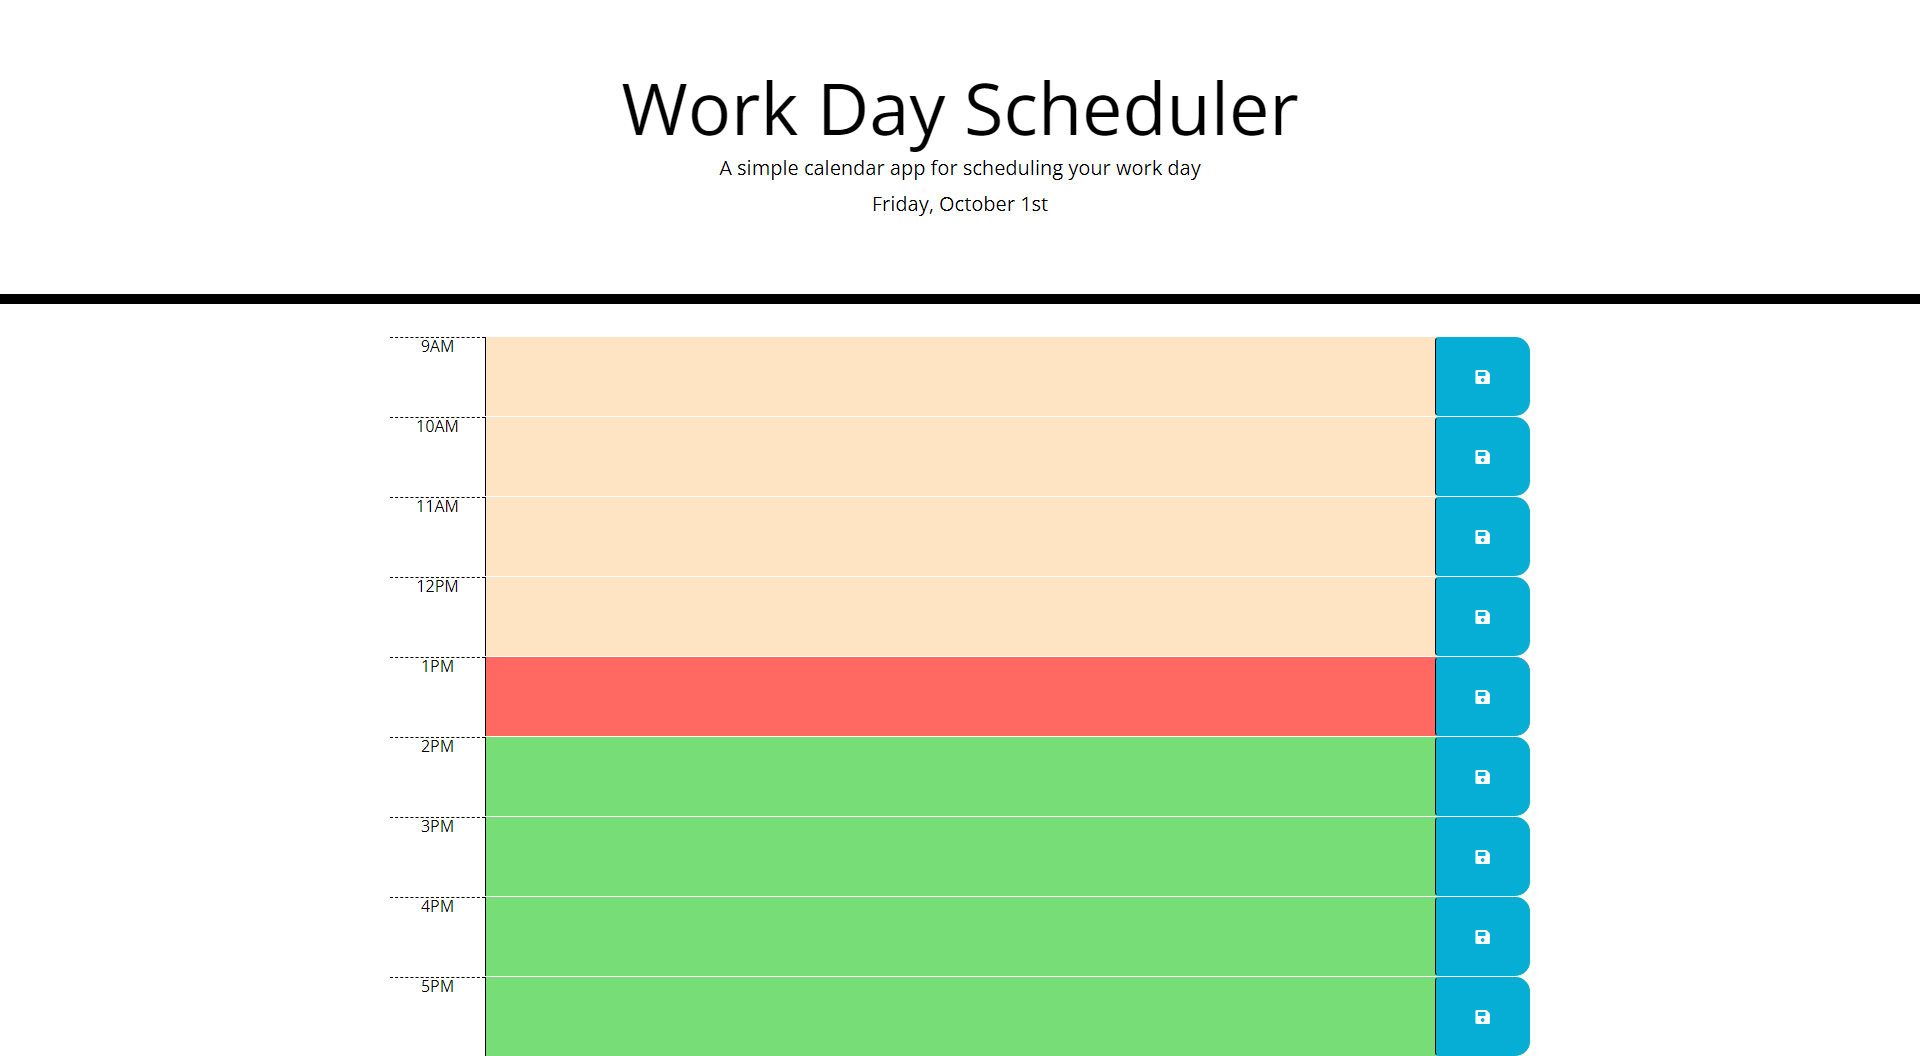 Work Day Scheduler
A simple calendar app for scheduling your work day
Friday, October 1st
9AM
10AM
11AM
12PM
1PM
2PM
3PM
4PM
5PM